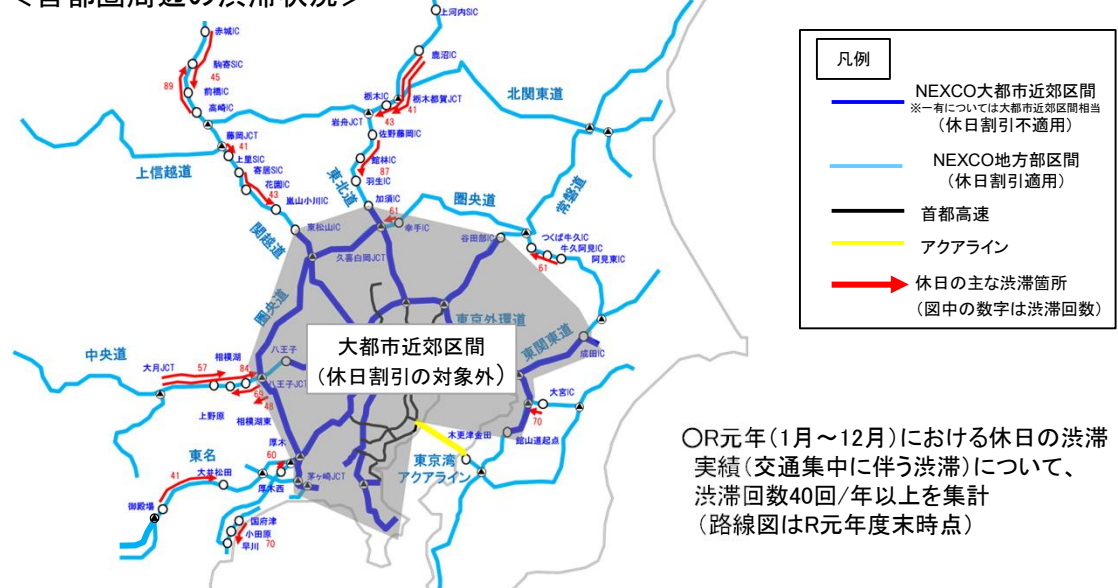 ＜首都圏周辺の渋滞状況＞
上河内SIC
赤城IC
駒寄SIC
45
89
前橋IC
高崎IC
鹿沼IC
栃木IC
栃木都賀JCT
41
43
岩舟JCT
佐野藤岡IC
北関東道
藤岡JCT
41
上里SIC
寄居SIC
花園IC
43
嵐山小川IC
上信越道
館林IC
87
羽生IC
東北道
加須IC
61
幸手IC
圏央道
常磐道
関越道
東松山IC
久喜白岡JCT
谷田部IC
つくば牛久IC
牛久阿見IC
阿見東IC
61
圏央道
東京外環道
東関東道
成田IC
八王子
大都市近郊区間
（休日割引の対象外）
中央道
大月JCT
57
相模湖
84
八王子JCT
69
48
上野原
相模湖東
大宮IC
70
木更津金田
館山道起点
東京湾
アクアライン
東名
厚木
60
厚木西
茅ヶ崎JCT
41
大井松田
御殿場
国府津
小田原
早川
70
凡例
NEXCO大都市近郊区間
※一有については大都市近郊区間相当
（休日割引不適用）
NEXCO地方部区間
（休日割引適用）
首都高速
アクアライン
休日の主な渋滞箇所
（図中の数字は渋滞回数）
〇R元年（1月～12月）における休日の渋滞
実績（交通集中に伴う渋滞）について、
渋滞回数40回/年以上を集計
（路線図はR元年度末時点）